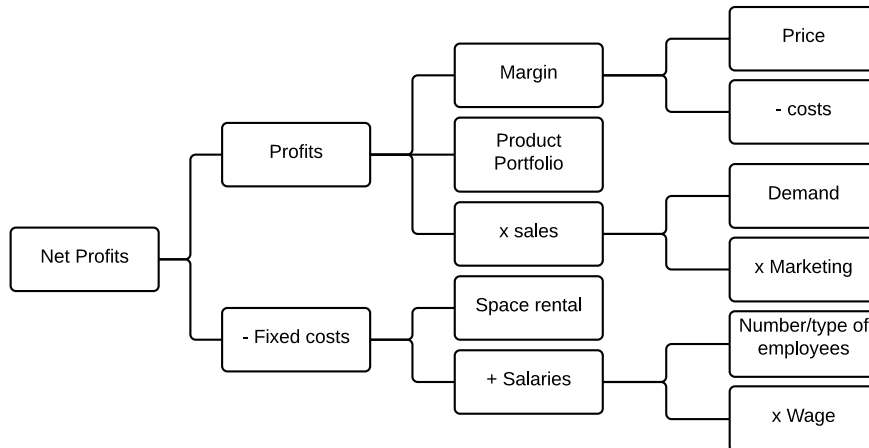 Net Profits
Profits
- Fixed costs
Margin
Product
Portfolio
x sales
Space rental
+ Salaries
Price
- costs
Demand
x Marketing
Number/type of
employees
x Wage